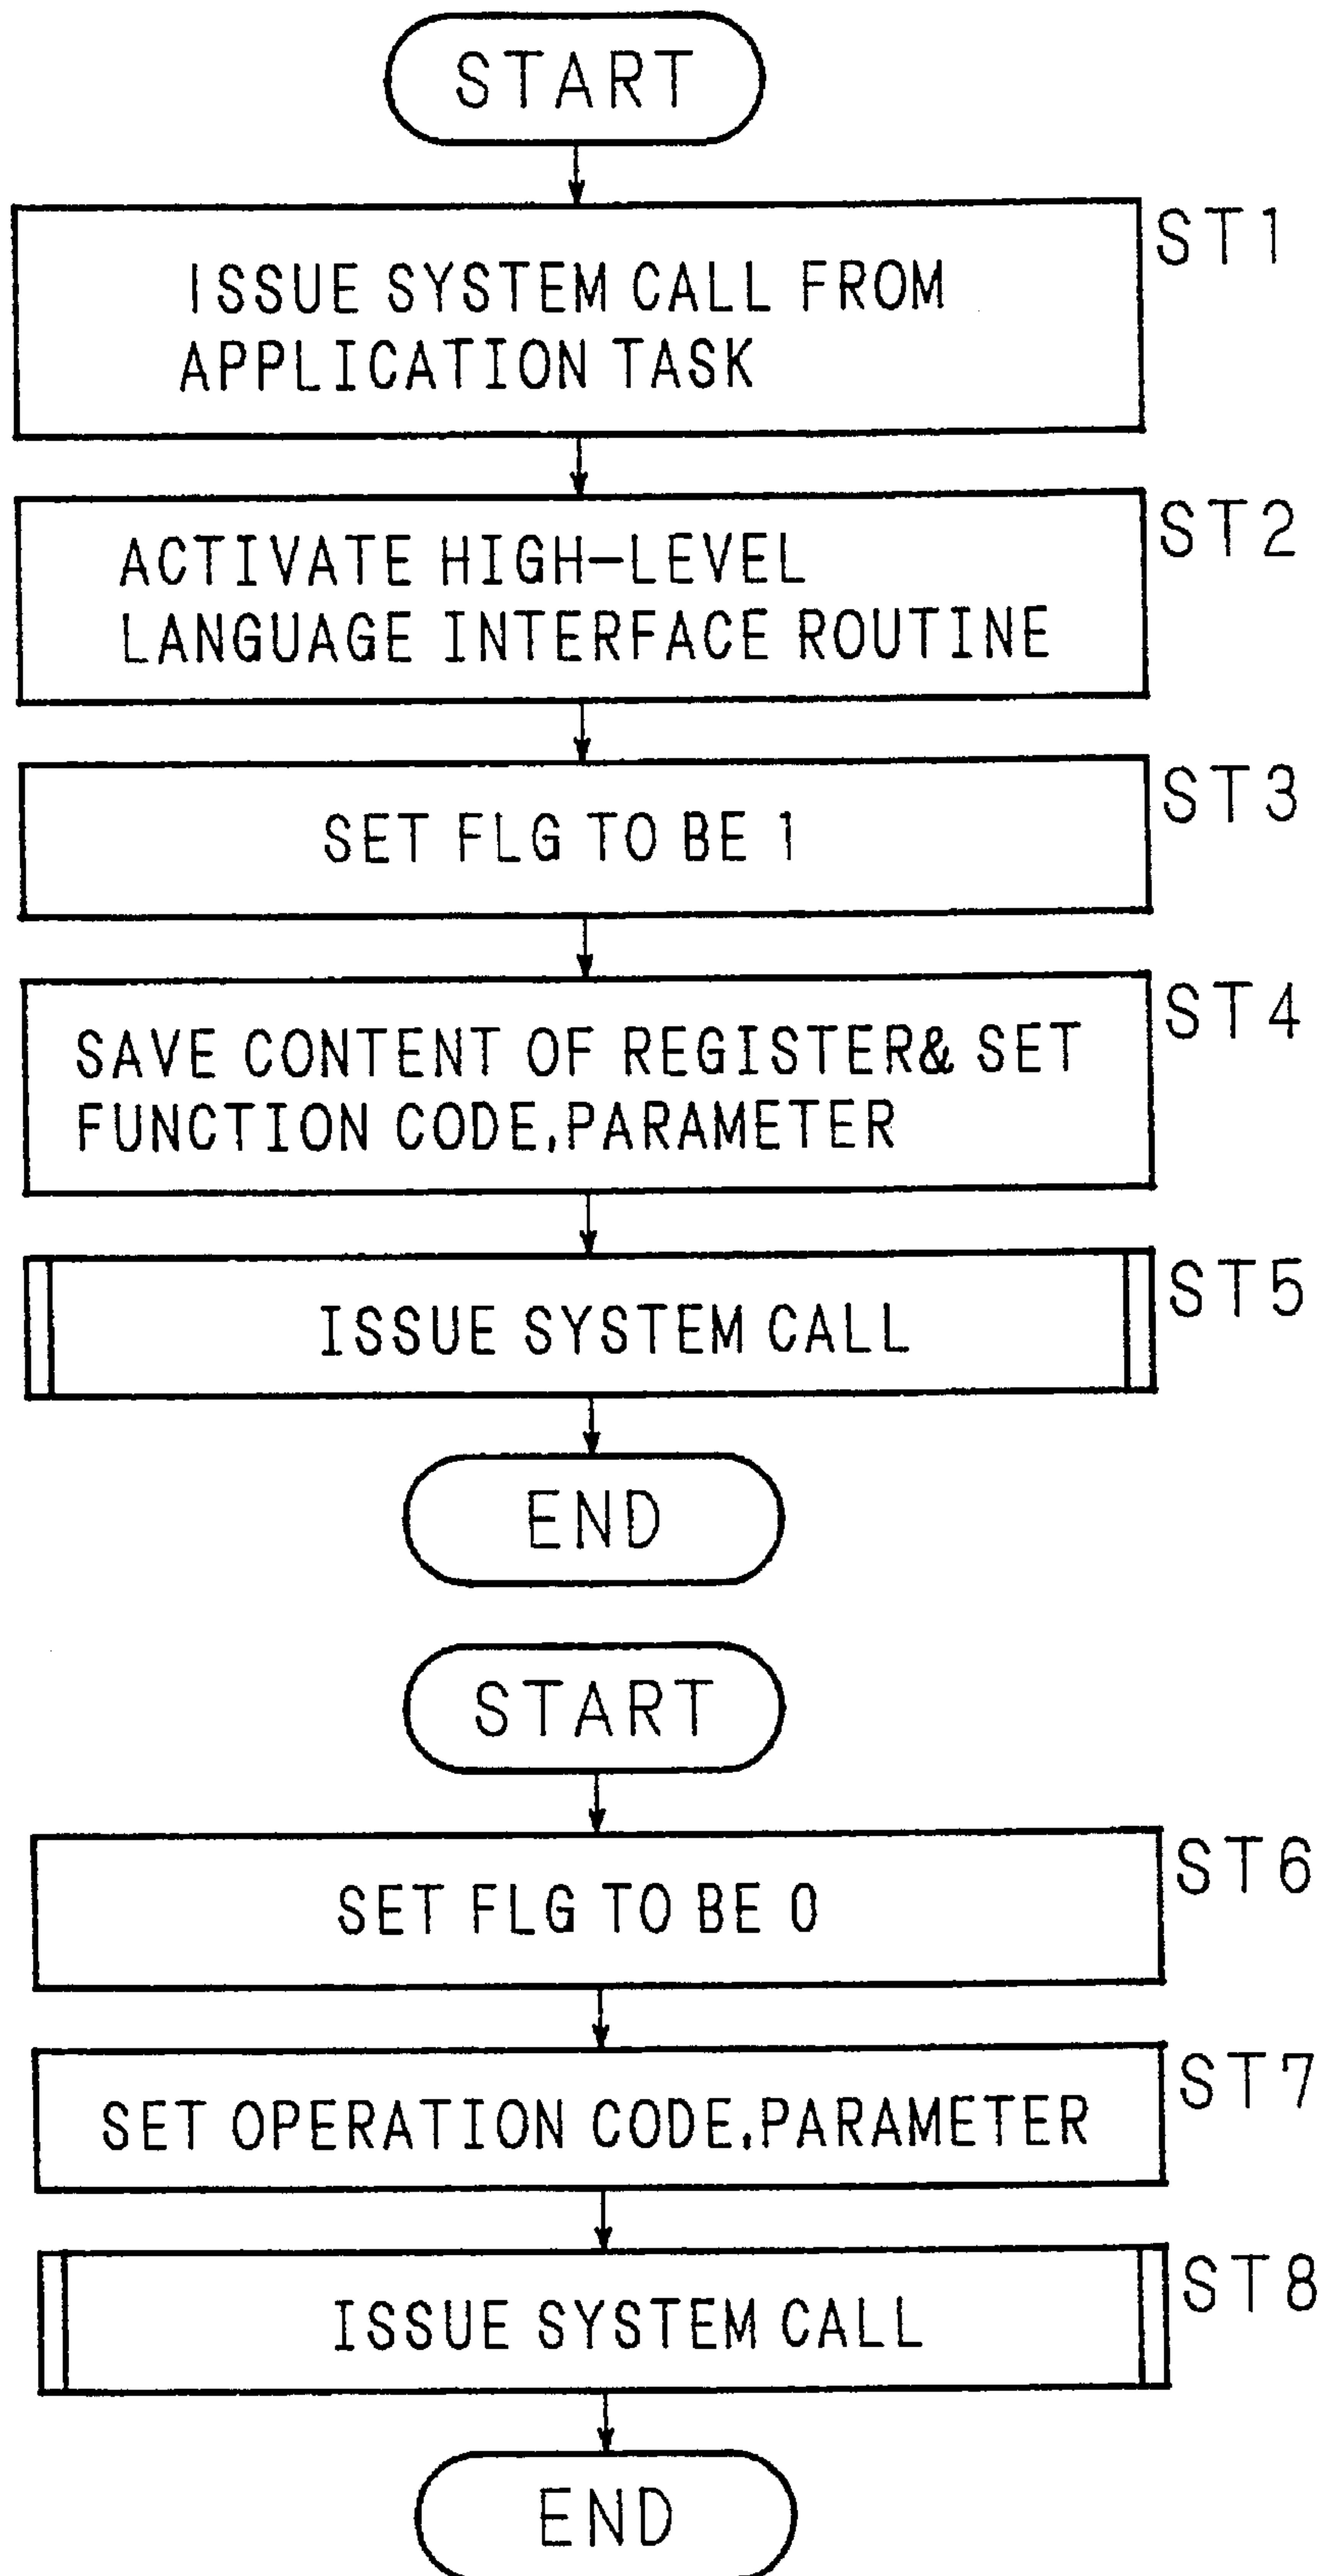 START
ST1
ISSUE SYSTEM CALL FROM
APPLICATION TASK
ST2
ACTIVATE HIGH-LEVEL
LANGUAGE INTERFACE ROUTINE
ST3
SET FLG TO BE 1
ST4
SAVE CONTENT OF REGISTER& SET
FUNCTION CODE,PARAMETER
ST5
ISSUE SYSTEM CALL
END
START
ST6
SET FLG TO BE 0
ST7
SET OPERATION CODE,PARAMETER
ST8
ISSUE SYSTEM CALL
END